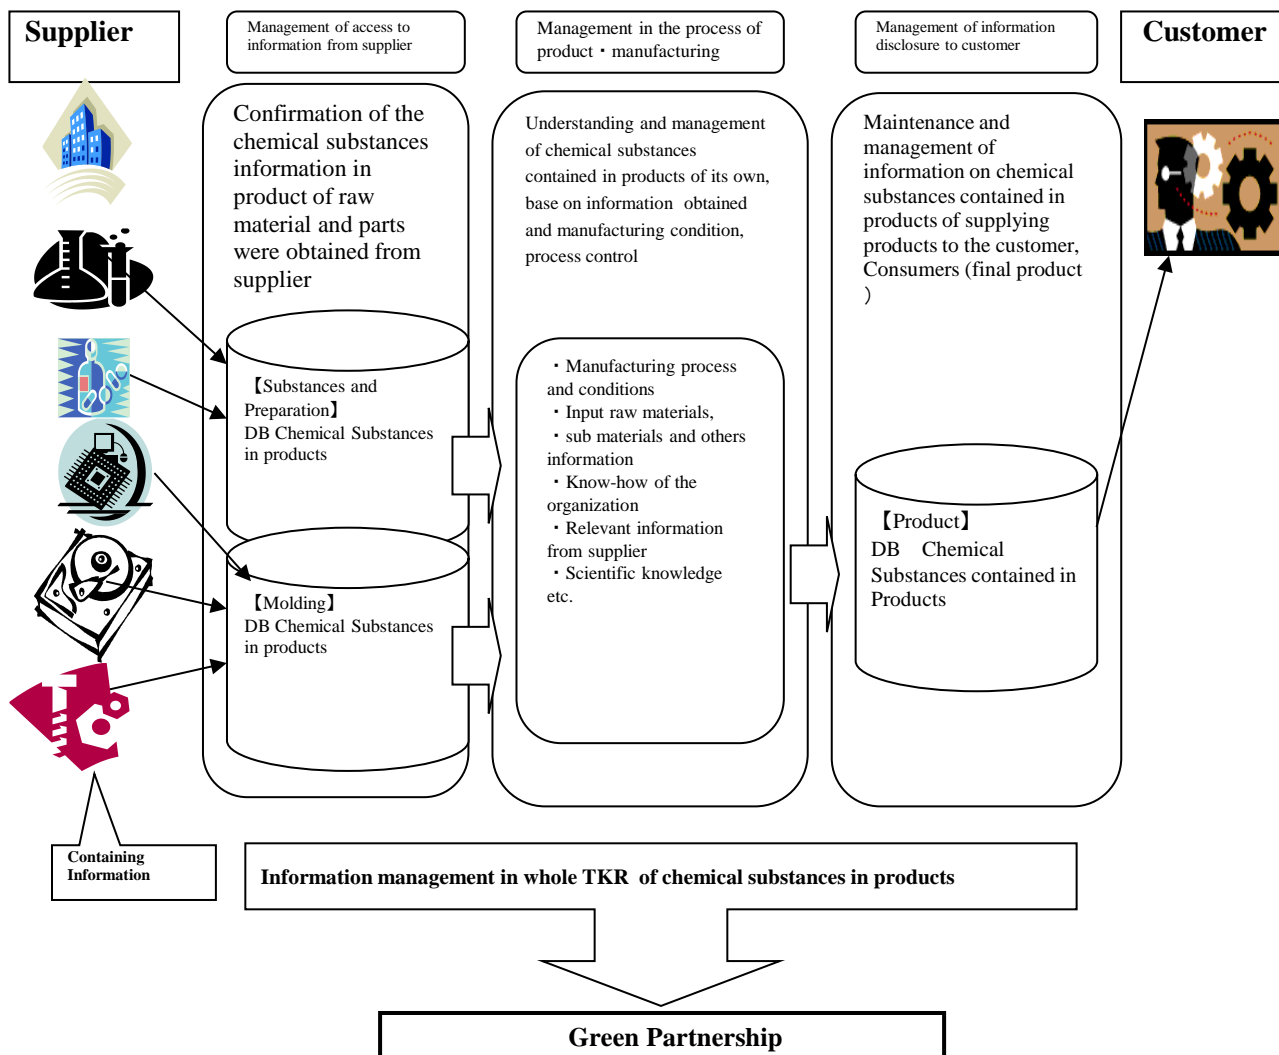 Supplier
Management of access to
information from supplier
Management in the process of
product・manufacturing
Management of information
disclosure to customer
Customer
Confirmation of the
chemical substances
information in
product of raw
material and parts
were obtained from
supplier
Understanding and management
of chemical substances
contained in products of its own,
base on information obtained
and manufacturing condition,
process control
Maintenance and
management of
information on chemical
substances contained in
products of supplying
products to the customer,
Consumers (final product
）
【Substances and
Preparation】
DB Chemical Substances
in products
・Manufacturing process
and conditions
・Input raw materials,
・sub materials and others
information
・Know-how of the
organization
・Relevant information
from supplier
・Scientific knowledge
etc.
【Molding】
DB Chemical Substances
in products
【Product】
DB Chemical
Substances contained in
Products
Containing
Information
Information management in whole TKR of chemical substances in products
Green Partnership